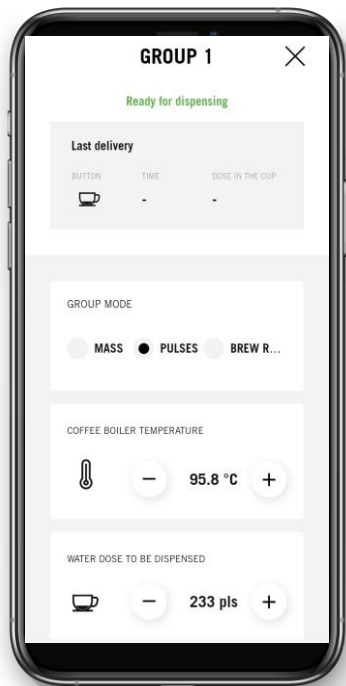 GROUP 1
Ready for dispensing
Last delivery
BUTTON TIME DOSE IN THE CUP
- -
GROUP MODE
MASS PULSES BREW R...
COFFEE BOILER TEMPERATURE
95.8 °C
WATER DOSE TO BE DISPENSED
233 pls